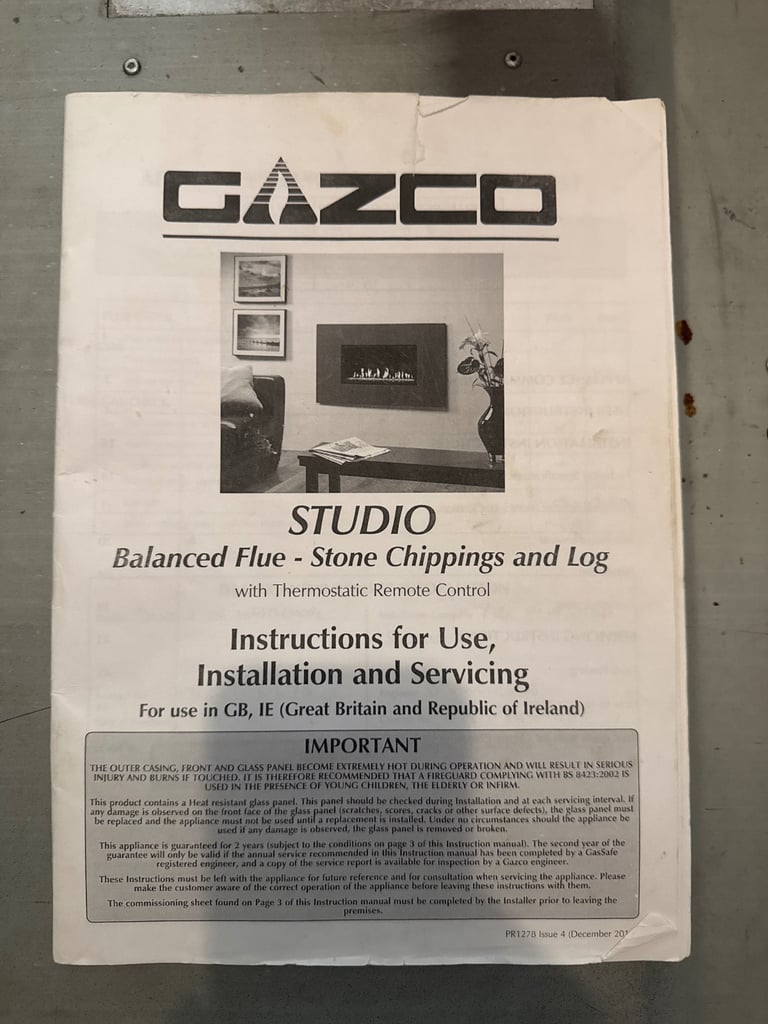 GAZCO
STUDIO
Balanced Flue - Stone Chippings and Log
with Thermostatic Remote Control
Instructions for Use,
Installation and Servicing
For use in GB, IE (Great Britain and Republic of Ireland)
IMPORTANT
THE OUTER CASING, FRONT AND GLASS PANEL BECOME EXTREMELY HOT DURING OPERATION AND WILL RESULT IN SERIOUS
INJURY AND BURNS IF TOUCHED. IT IS THEREFORE RECOMMENDED THAT A FIREGUARD COMPLYING WITH BS 8423:2002 IS
USED IN THE PRESENCE OF YOUNG CHILDREN, THE ELDERLY OR INFIRM.
This product contains a Heat resistant glass panel. This panel should be checked during Installation and at each servicing interval. If
any damage is observed on the front face of the glass panel (scratches, scores, cracks or other surface defects), the glass panel must
be replaced and the appliance must not be used until a replacement is installed. Under no circumstances should the appliance be
used if any damage is observed, the glass panel is removed or broken.
This appliance is guaranteed for 2 years (subject to the conditions on page 3 of this Instruction manual). The second year of the
guarantee will only be valid if the annual service recommended in this Instruction manual has been completed by a GasSafe
registered engineer, and a copy of the service report is available for inspection by a Gazco engineer.
These Instructions must be left with the appliance for future reference and for consultation when servicing the appliance. Please
make the customer aware of the correct operation of the appliance before leaving these instructions with them.
The commissioning sheet found on Page 3 of this Instruction manual must be completed by the Installer prior to leaving the
premises.
PR1278 Issue 4 (December 201